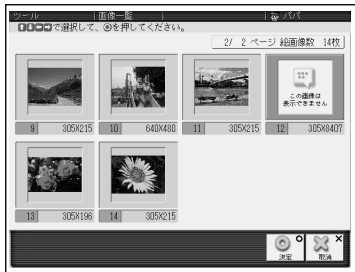 ツール 画像一覧 パパ
で選択して、◉を押してください。
2/ 2 ページ 総画像数 14枚
この画像は
表示できません
9 305X215 10 640X480 11 305X215 12 305X8407
13 305X196 14 305X215
決定 取消